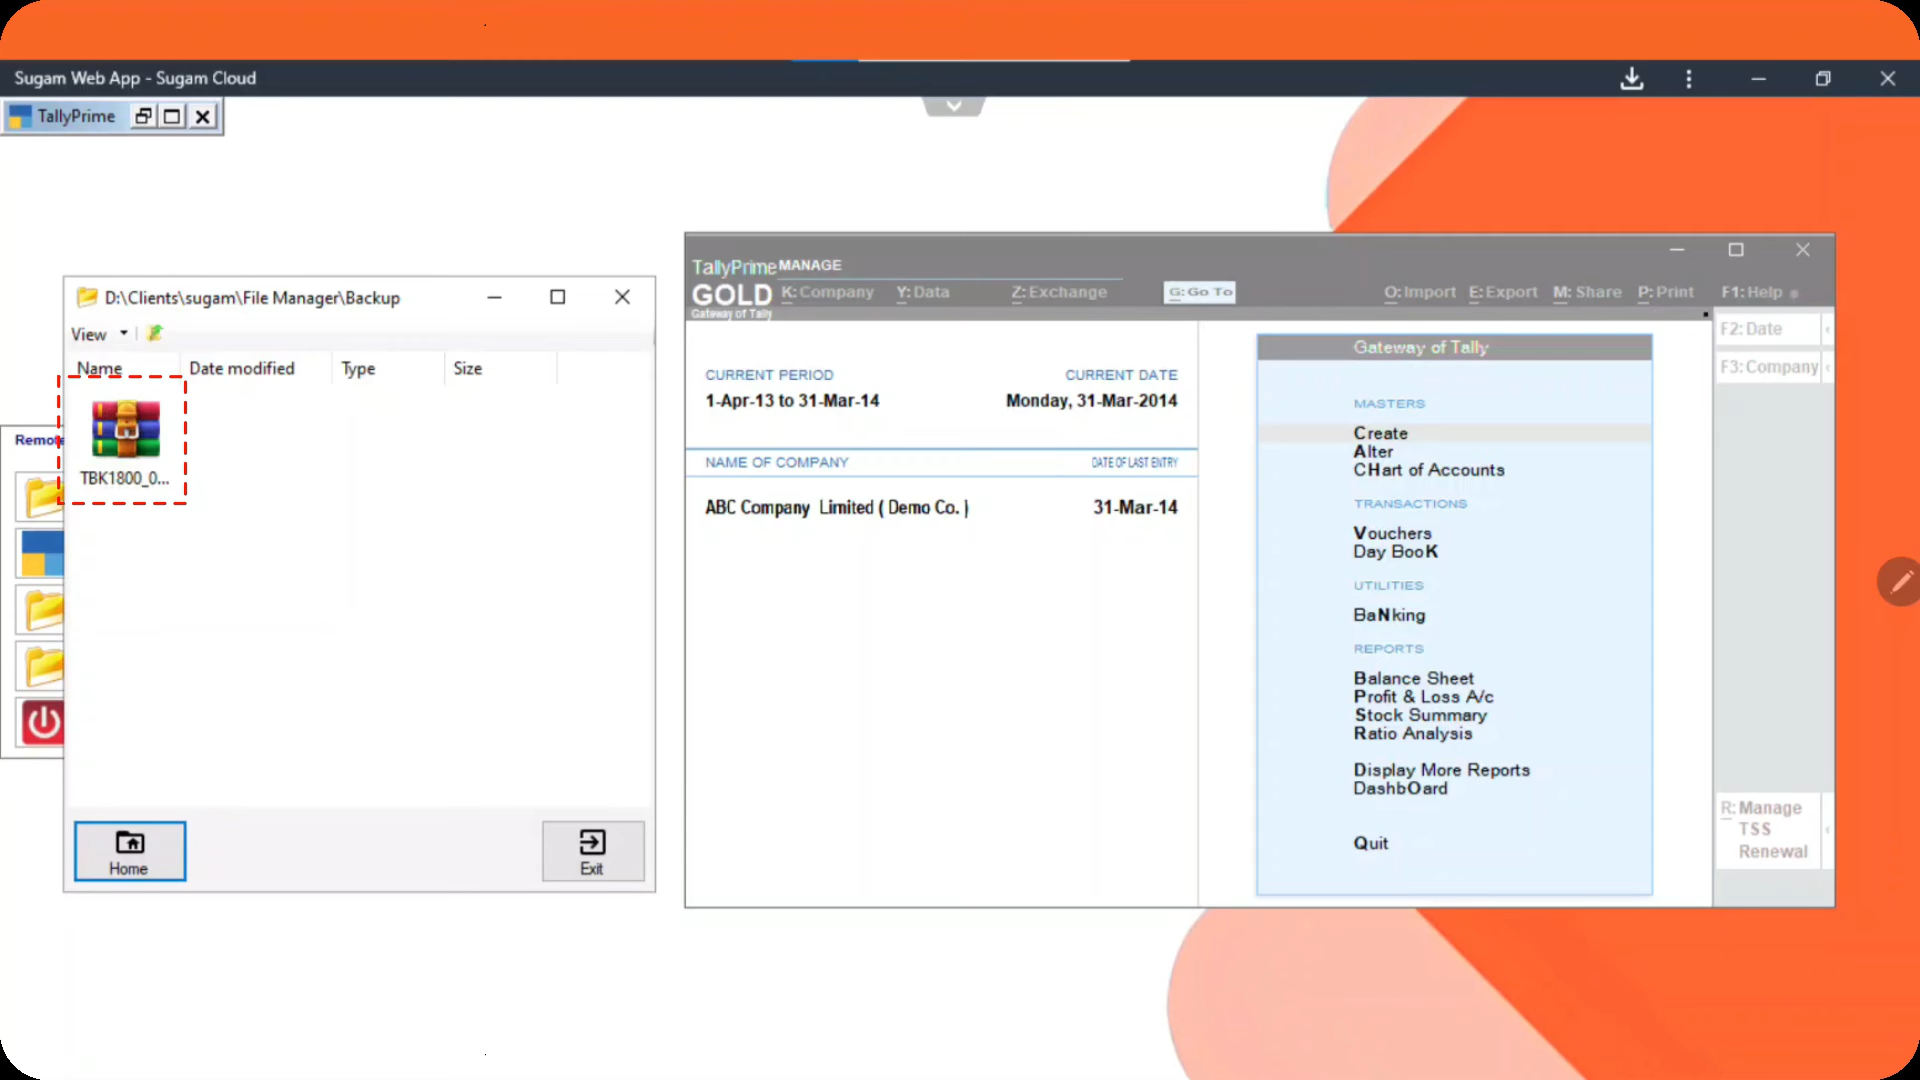 Sugam Web App - Sugam Cloud
TallyPrime
D:\Clients\sugam\File Manager\Backup
View
Name Date modified Type Size
TBK1800_0...
Home
Exit
TallyPrime MANAGE
GOLD K:Company Y:Data Z:Exchange G:Go To O:Import E:Export M:Share P:Print F1:Help
Gateway of Tally
F2:Date
F3:Company
CURRENT PERIOD CURRENT DATE
1-Apr-13 to 31-Mar-14 Monday, 31-Mar-2014
NAME OF COMPANY DATE OF LAST ENTRY
ABC Company Limited ( Demo Co. ) 31-Mar-14
Gateway of Tally
MASTERS
Create
Alter
CHart of Accounts
TRANSACTIONS
Vouchers
Day BooK
UTILITIES
BaNking
REPORTS
Balance Sheet
Profit & Loss A/c
Stock Summary
Ratio Analysis
Display More Reports
DashbOard
Quit
R:Manage
TSS
Renewal